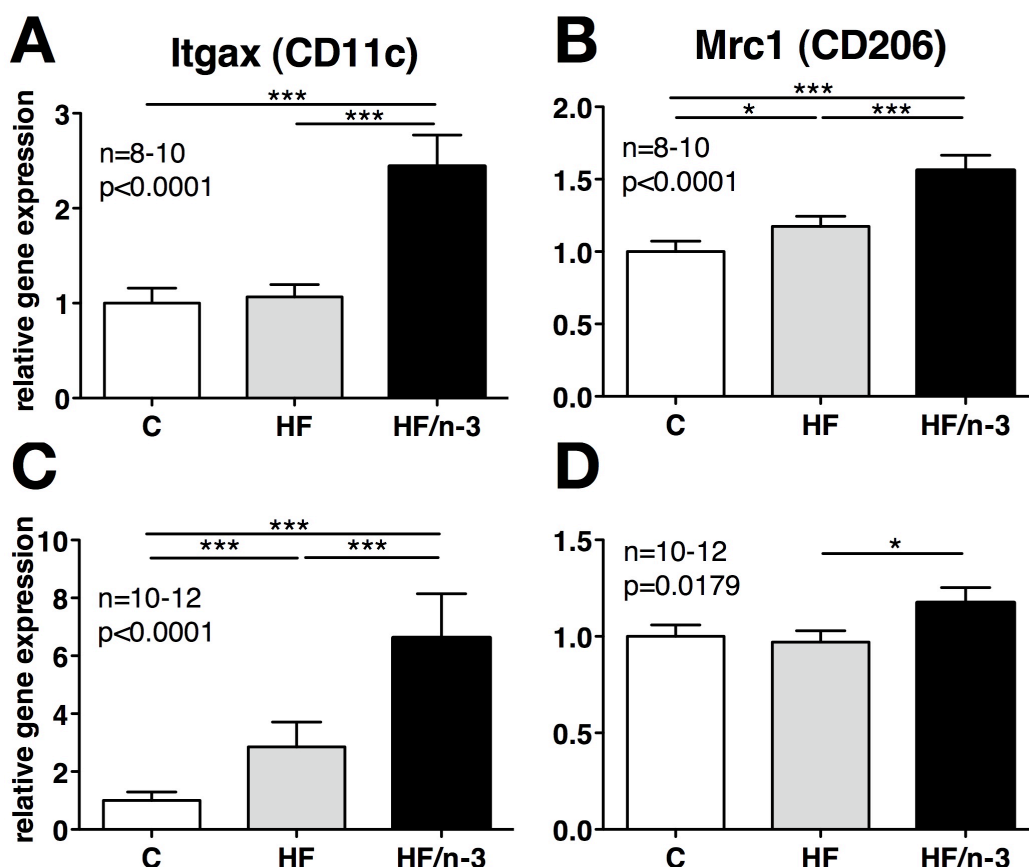 A
Itgax (CD11c)
relative gene expression
3
2
1
0
***
***
n=8-10
p<0.0001
C HF HF/n-3
B
Mrc1 (CD206)
2.0
1.5
1.0
0.5
0.0
***
* ***
n=8-10
p<0.0001
C HF HF/n-3
C
relative gene expression
10
8
6
4
2
0
***
*** ***
n=10-12
p<0.0001
C HF HF/n-3
D
1.5
1.0
0.5
0.0
*
n=10-12
p=0.0179
C HF HF/n-3